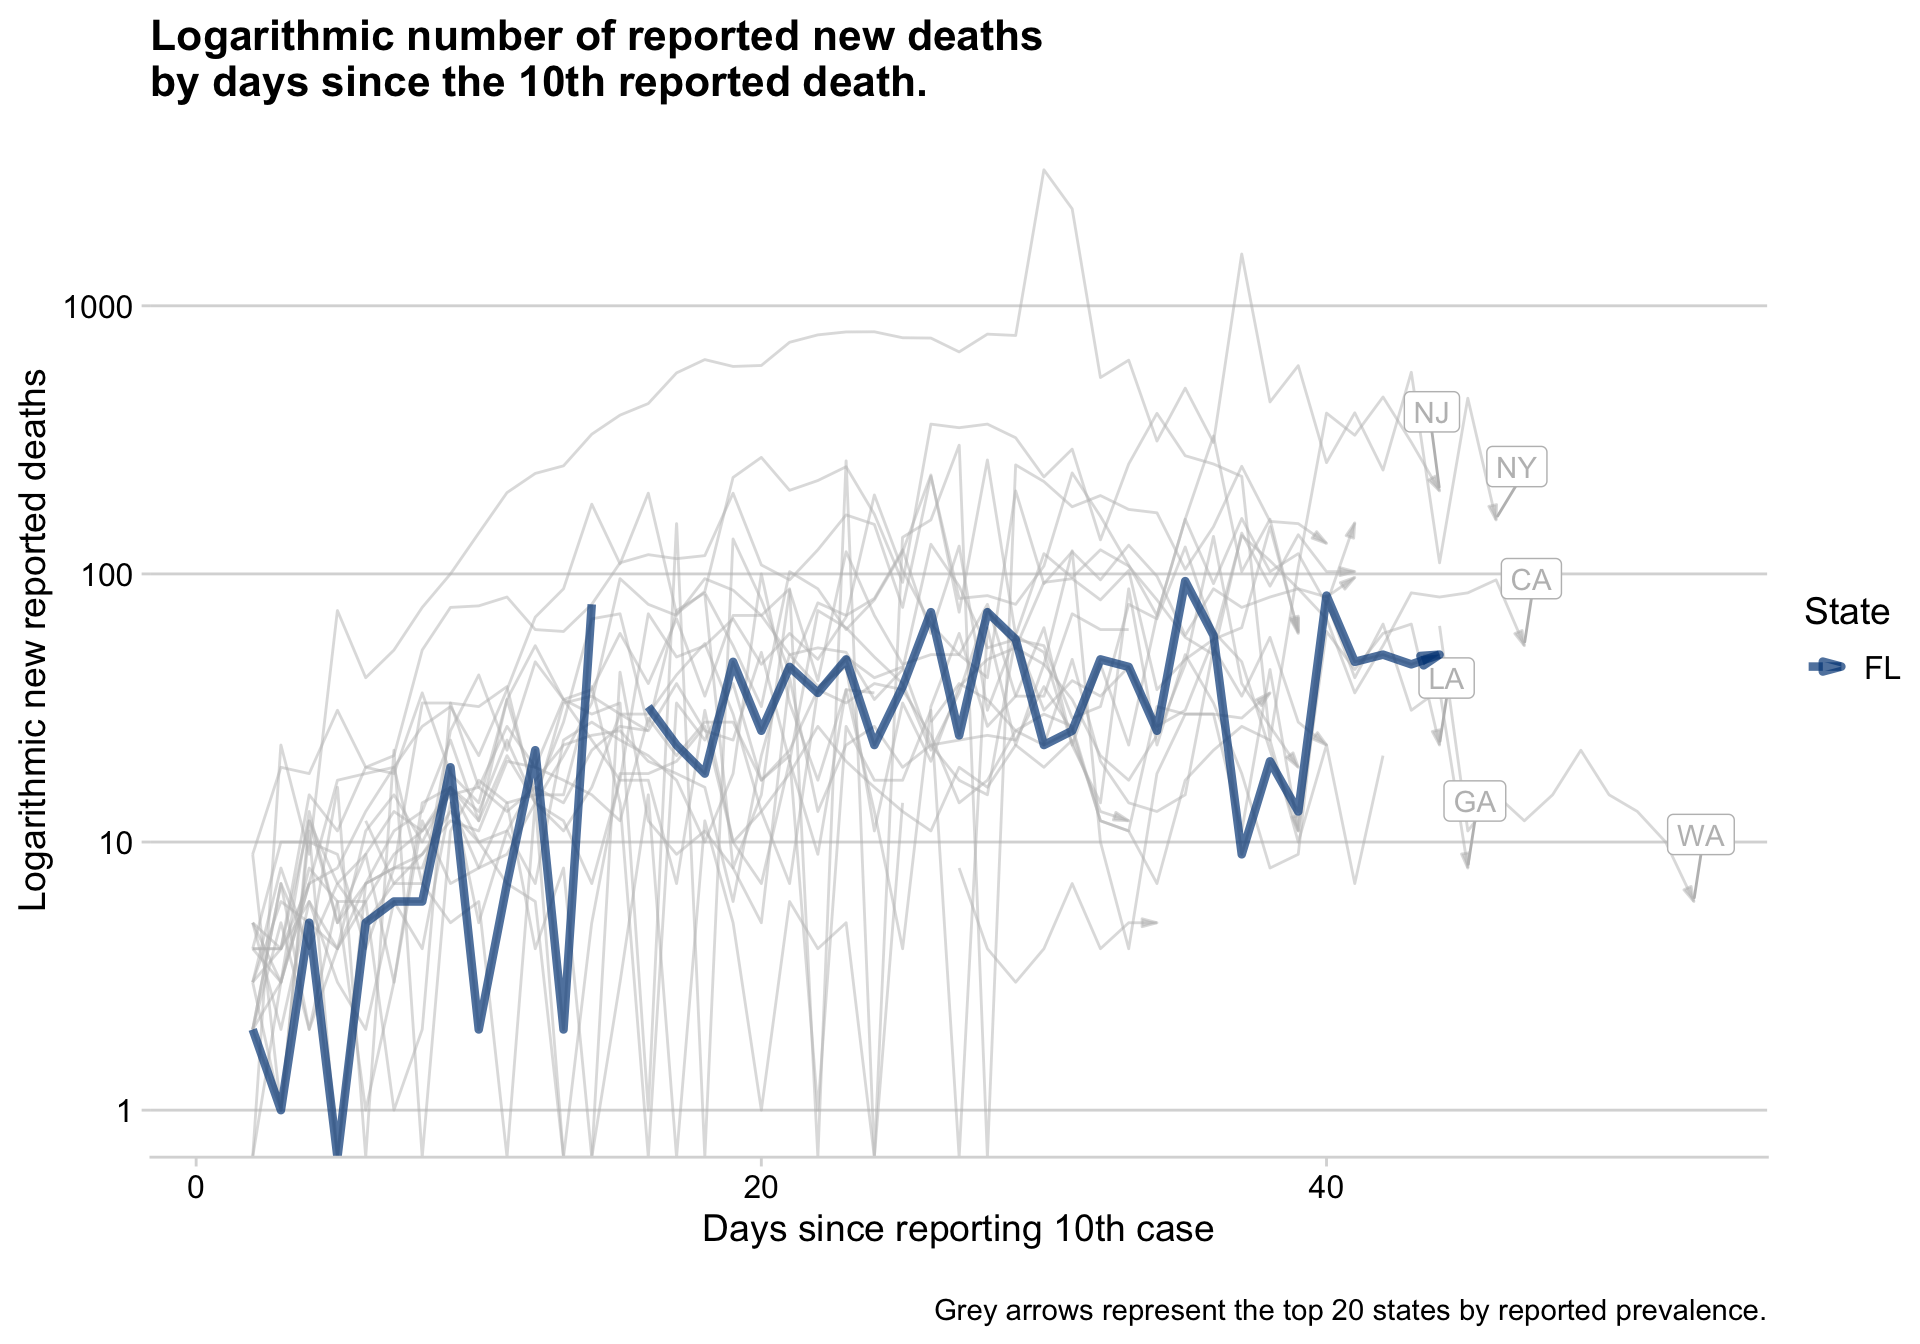 Logarithmic number of reported new deaths
by days since the 10th reported death.
Logarithmic new reported deaths
1000
100
10
1
NJ
NY
CA
LA
GA
WA
State
FL
0
20
40
Days since reporting 10th case
Grey arrows represent the top 20 states by reported prevalence.